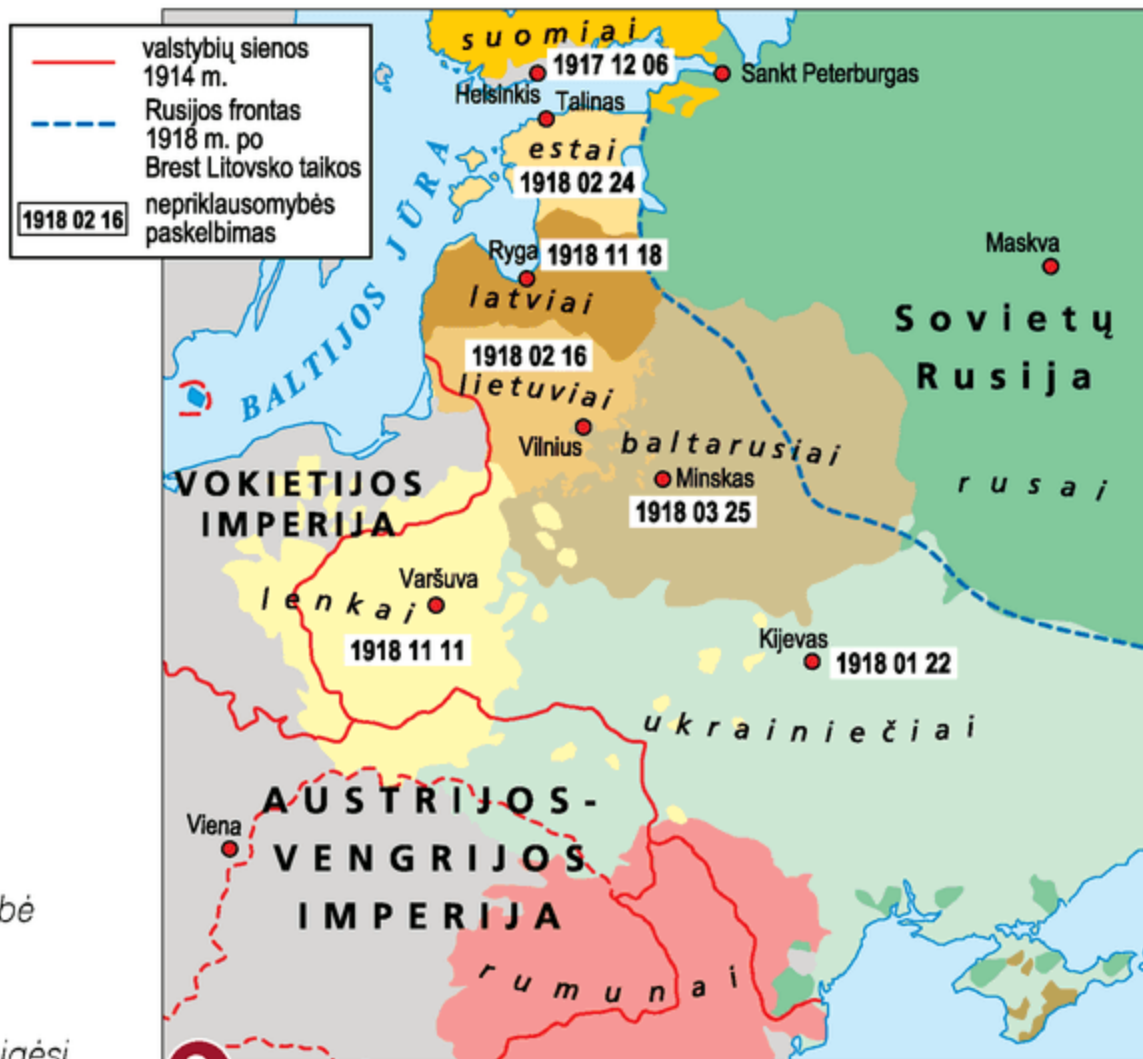 valstybių sienos
1914 m.
Rusijos frontas
1918 m. po
Brest Litovsko taikos
1918 02 16
nepriklausomybės
paskelbimas
suomiai
1917 12 06
Sankt Peterburgas
Helsinkis
Talinas
estai
1918 02 24
BALTIJOS JŪRA
Ryga
1918 11 18
Maskva
latviai
Sovietų
Rusija
1918 02 16
lietuviai
Vilnius
baltarusiai
Minskas
rusai
1918 03 25
VOKIETIJOS
IMPERIJA
Varšuva
lenkai
1918 11 11
Kijevas
1918 01 22
ukrainiečiai
AUSTRIJOS-
VENGRIJOS
IMPERIJA
Viena
rumunai
bė
igėsi